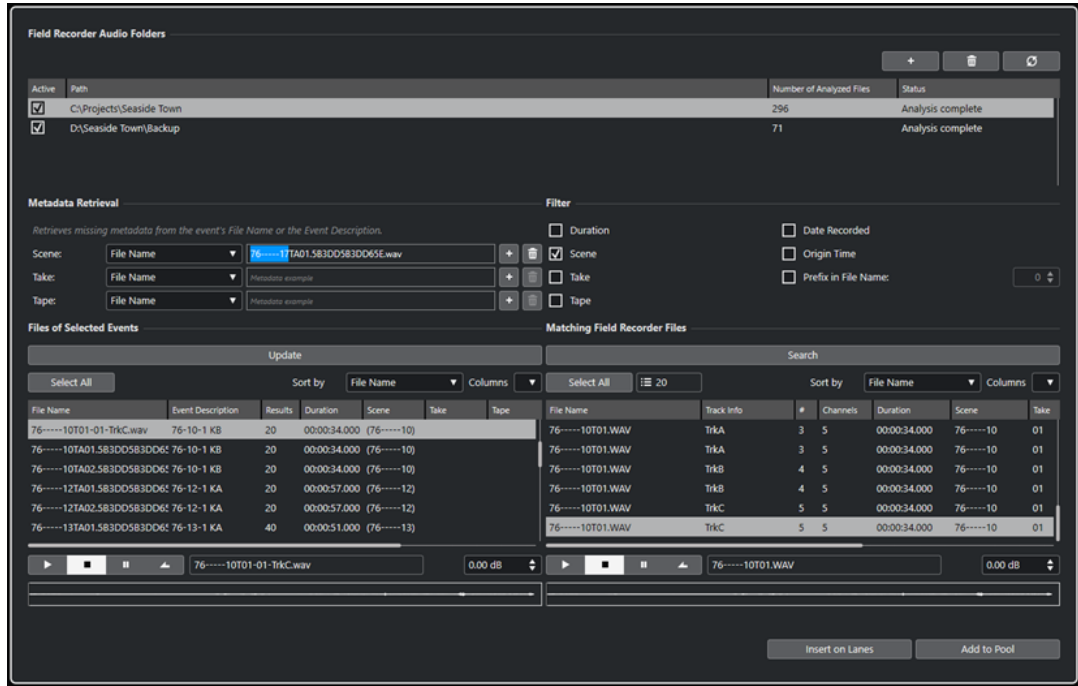 Field Recorder Audio Folders
+
Active Path Number of Analyzed Files Status
C:\Projects\Seaside Town 296 Analysis complete
D:\Seaside Town\Backup 71 Analysis complete
Metadata Retrieval Filter
Retrieves missing metadata from the event's File Name or the Event Description. Duration Date Recorded
Scene: File Name 76-----17TA01.5B3DD5B3DD65E.wav + Scene Origin Time
Take: File Name Metadata example + Take Prefix in File Name: 0
Tape: File Name Metadata example + Tape
Files of Selected Events Matching Field Recorder Files
Update Search
Select All Sort by File Name Columns Select All 20 Sort by File Name Columns
File Name Event Description Results Duration Scene Take Tape File Name Track Info # Channels Duration Scene Take
76-----10T01-01-TrkC.wav 76-10-1 KB 20 00:00:34.000 (76-----10) 76-----10T01.WAV TrkA 3 5 00:00:34.000 76-----10 01
76-----10TA01.5B3DD5B3DD6 76-10-1 KB 20 00:00:34.000 (76-----10) 76-----10T01.WAV TrkA 3 5 00:00:34.000 76-----10 01
76-----10TA02.5B3DD5B3DD6 76-10-1 KB 20 00:00:34.000 (76-----10) 76-----10T01.WAV TrkB 4 5 00:00:34.000 76-----10 01
76-----12TA01.5B3DD5B3DD6 76-12-1 KA 20 00:00:57.000 (76-----12) 76-----10T01.WAV TrkB 4 5 00:00:34.000 76-----10 01
76-----12TA02.5B3DD5B3DD6 76-12-1 KA 20 00:00:57.000 (76-----12) 76-----10T01.WAV TrkC 5 5 00:00:34.000 76-----10 01
76-----13TA01.5B3DD5B3DD6 76-13-1 KA 40 00:00:51.000 (76-----13) 76-----10T01.WAV TrkC 5 5 00:00:34.000 76-----10 01
76-----10T01-01-TrkC.wav 0.00 dB 76-----10T01.WAV 0.00 dB
Insert on Lanes Add to Pool